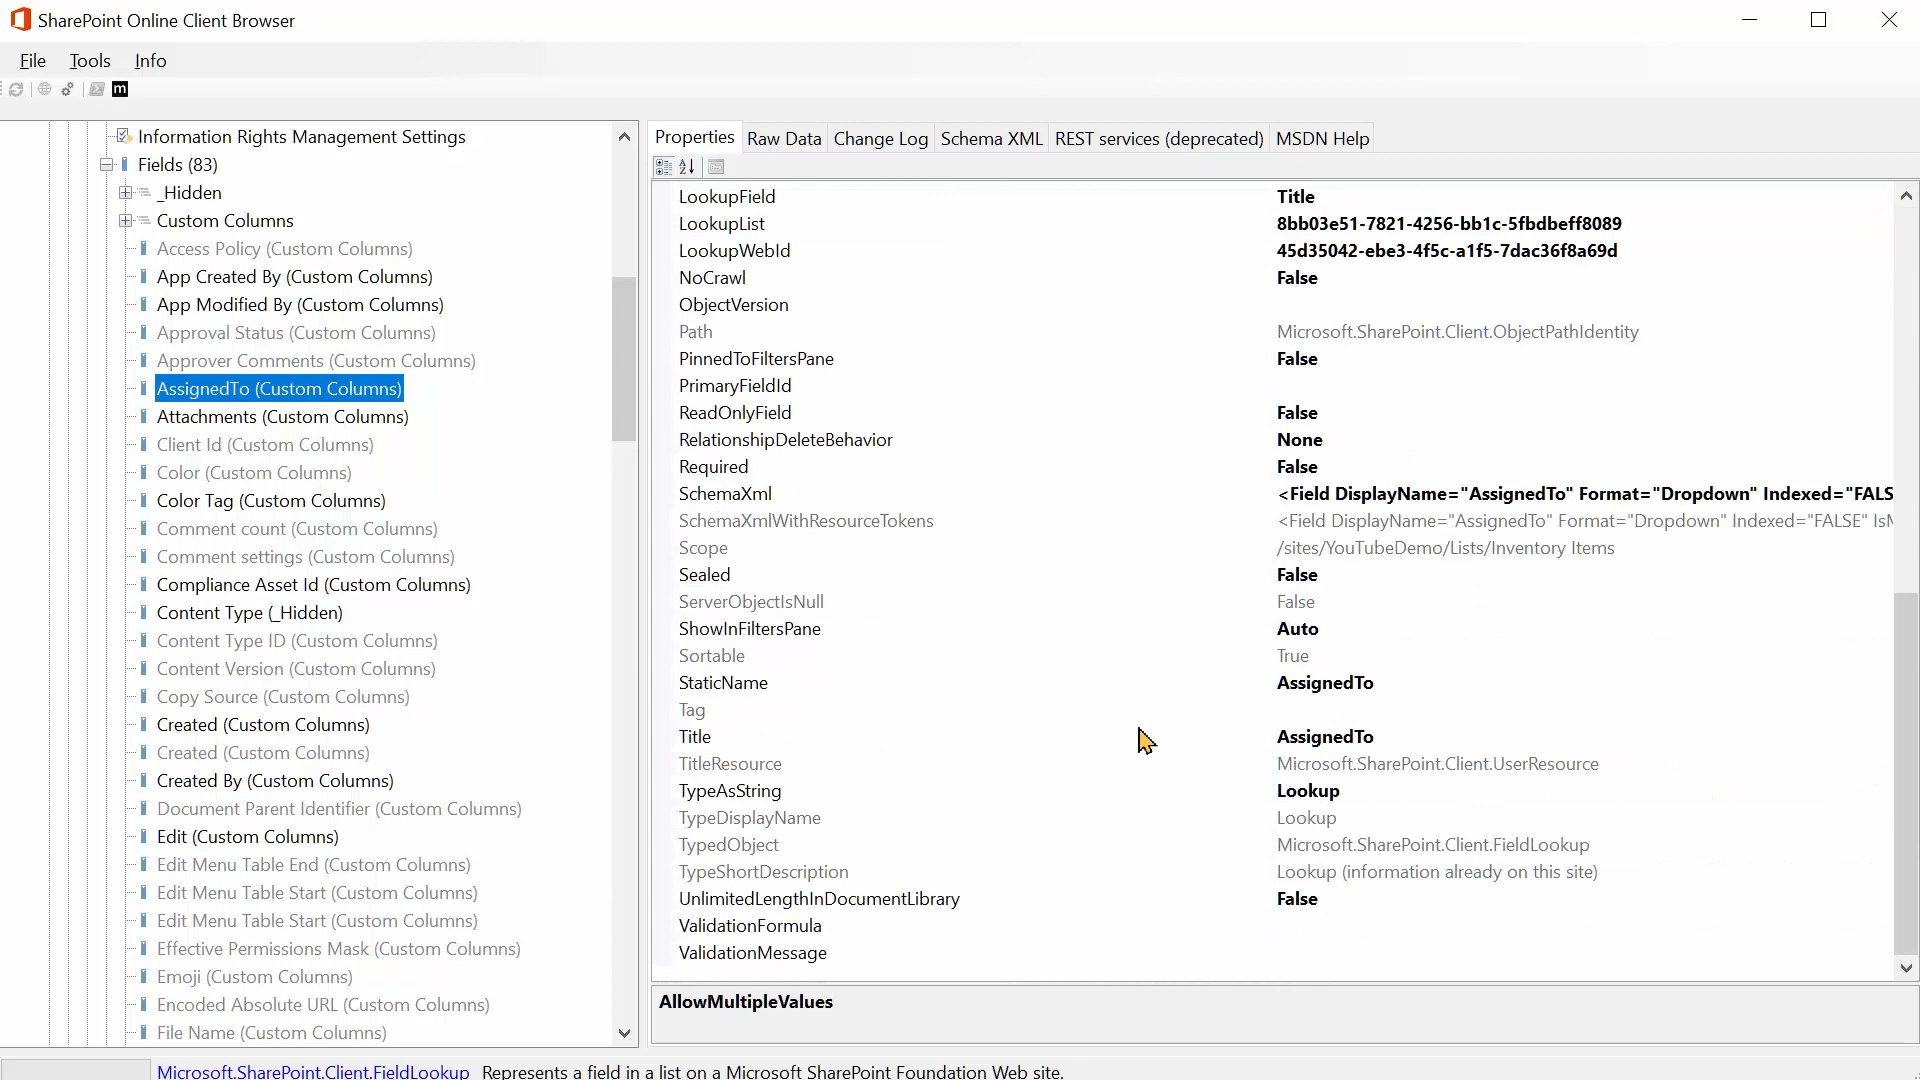 SharePoint Online Client Browser
File Tools Info
m
Information Rights Management Settings
Fields (83)
_Hidden
Custom Columns
Access Policy (Custom Columns)
App Created By (Custom Columns)
App Modified By (Custom Columns)
Approval Status (Custom Columns)
Approver Comments (Custom Columns)
AssignedTo (Custom Columns)
Attachments (Custom Columns)
Client Id (Custom Columns)
Color (Custom Columns)
Color Tag (Custom Columns)
Comment count (Custom Columns)
Comment settings (Custom Columns)
Compliance Asset Id (Custom Columns)
Content Type (_Hidden)
Content Type ID (Custom Columns)
Content Version (Custom Columns)
Copy Source (Custom Columns)
Created (Custom Columns)
Created (Custom Columns)
Created By (Custom Columns)
Document Parent Identifier (Custom Columns)
Edit (Custom Columns)
Edit Menu Table End (Custom Columns)
Edit Menu Table Start (Custom Columns)
Edit Menu Table Start (Custom Columns)
Effective Permissions Mask (Custom Columns)
Emoji (Custom Columns)
Encoded Absolute URL (Custom Columns)
File Name (Custom Columns)
Properties Raw Data Change Log Schema XML REST services (deprecated) MSDN Help
LookupField Title
LookupList 8bb03e51-7821-4256-bb1c-5fbdbeff8089
LookupWebId 45d35042-ebe3-4f5c-a1f5-7dac36f8a69d
NoCrawl False
ObjectVersion
Path Microsoft.SharePoint.Client.ObjectPathIdentity
PinnedToFiltersPane False
PrimaryFieldId
ReadOnlyField False
RelationshipDeleteBehavior None
Required False
SchemaXml <Field DisplayName="AssignedTo" Format="Dropdown" Indexed="FALS
SchemaXmlWithResourceTokens <Field DisplayName="AssignedTo" Format="Dropdown" Indexed="FALSE" IsM
Scope /sites/YouTubeDemo/Lists/Inventory Items
Sealed False
ServerObjectIsNull False
ShowInFiltersPane Auto
Sortable True
StaticName AssignedTo
Tag
Title AssignedTo
TitleResource Microsoft.SharePoint.Client.UserResource
TypeAsString Lookup
TypeDisplayName Lookup
TypedObject Microsoft.SharePoint.Client.FieldLookup
TypeShortDescription Lookup (information already on this site)
UnlimitedLengthInDocumentLibrary False
ValidationFormula
ValidationMessage
AllowMultipleValues
Microsoft.SharePoint.Client.FieldLookup Represents a field in a list on a Microsoft SharePoint Foundation Web site.